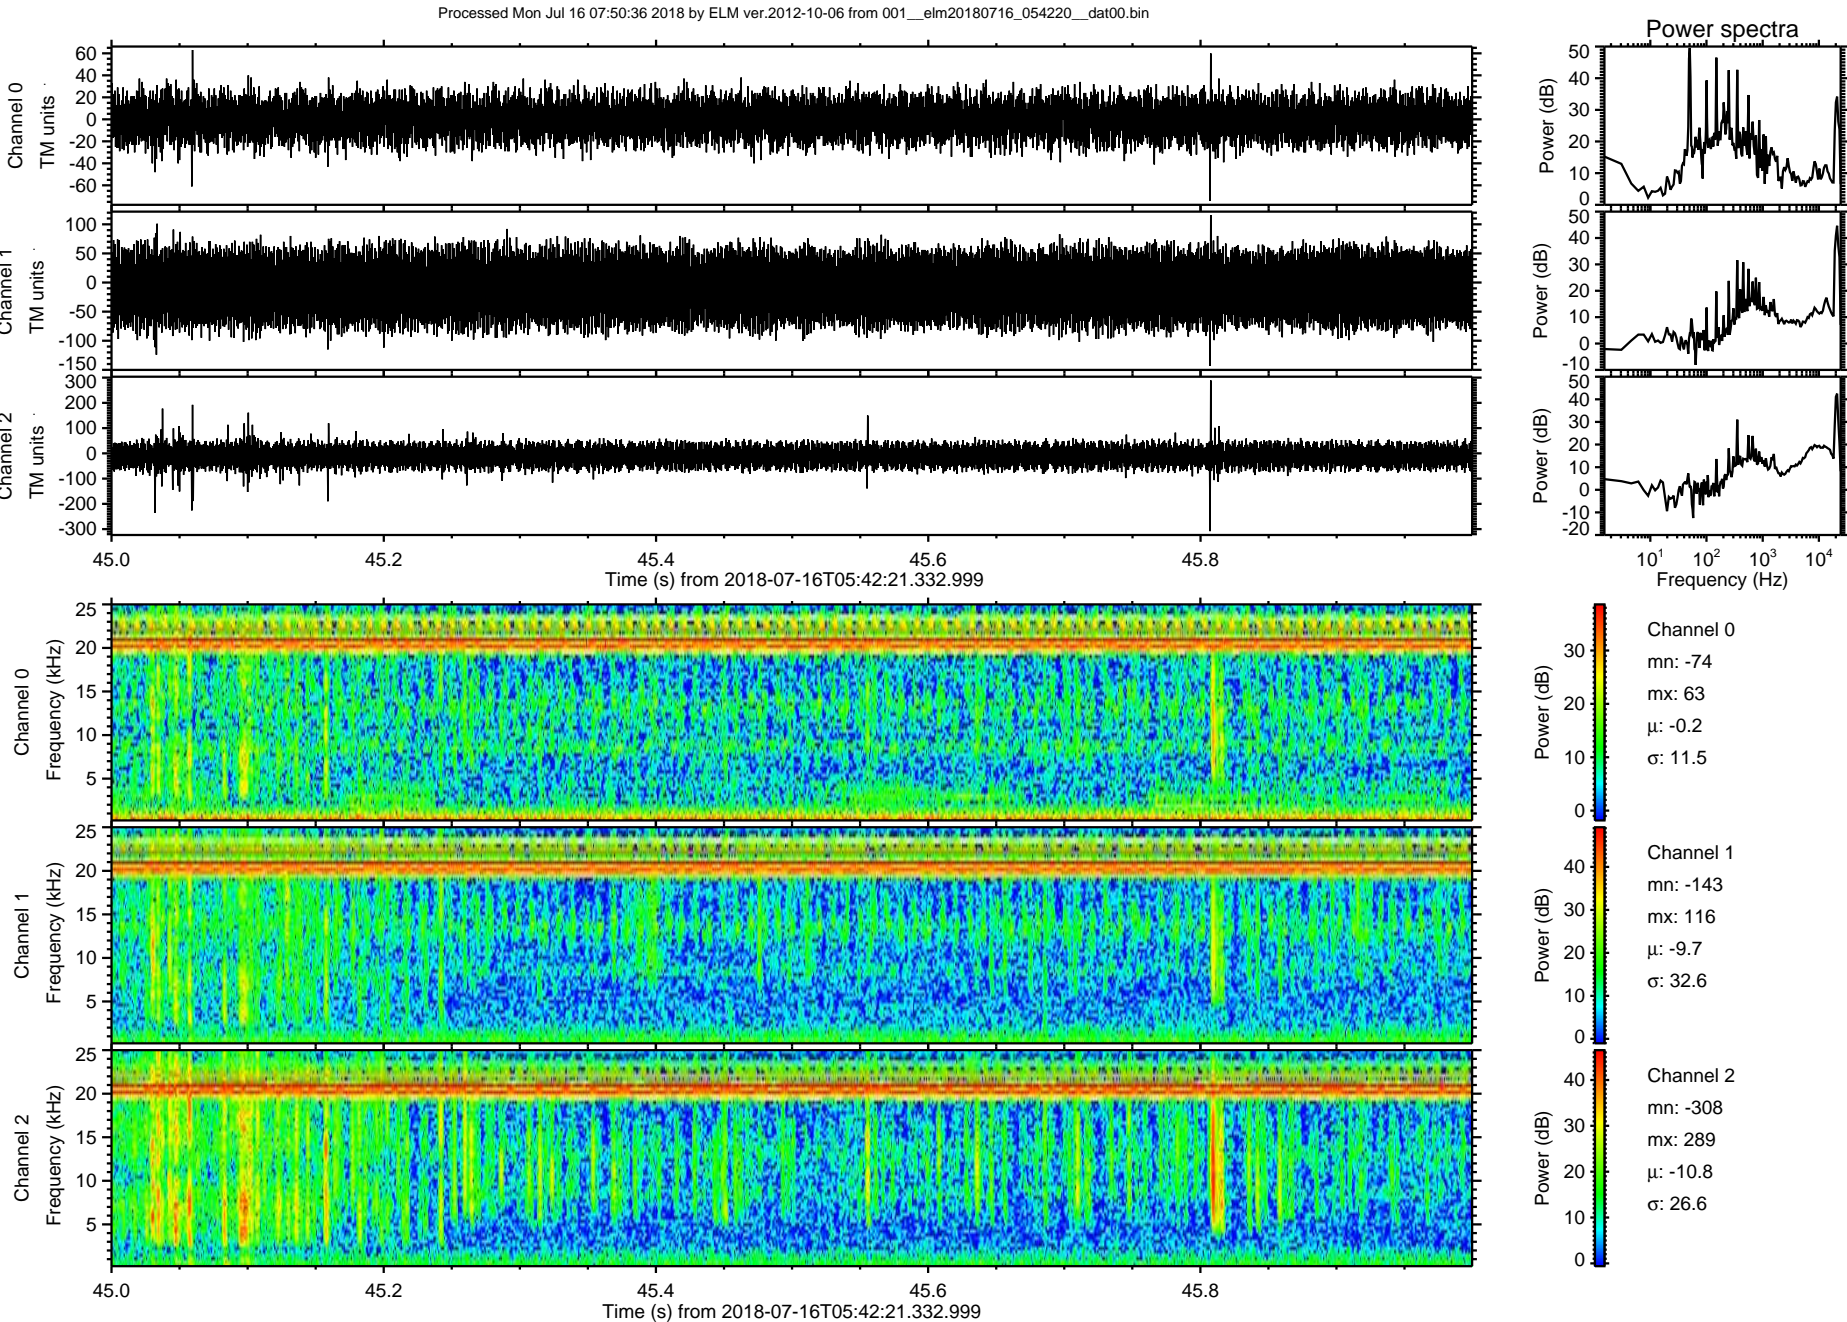 Processed Mon Jul 16 07:50:36 2018 by ELM ver.2012-10-06 from 001__elm20180716_054220__dat00.bin
Power spectra
Channel 0
TM units
60
40
20
0
-20
-40
-60
Power (dB)
50
40
30
20
10
0
Channel 1
TM units
100
50
0
-50
-100
-150
Power (dB)
50
40
30
20
10
0
-10
Channel 2
TM units
300
200
100
0
-100
-200
-300
Power (dB)
50
40
30
20
10
0
-10
-20
45.0 45.2 45.4 45.6 45.8
Time (s) from 2018-07-16T05:42:21.332.999
10^1 10^2 10^3 10^4
Frequency (Hz)
Channel 0
Frequency (kHz)
25
20
15
10
5
Power (dB)
30
20
10
0
Channel 0
mn: -74
mx: 63
μ: -0.2
σ: 11.5
Channel 1
Frequency (kHz)
25
20
15
10
5
Power (dB)
40
30
20
10
0
Channel 1
mn: -143
mx: 116
μ: -9.7
σ: 32.6
Channel 2
Frequency (kHz)
25
20
15
10
5
Power (dB)
40
30
20
10
0
Channel 2
mn: -308
mx: 289
μ: -10.8
σ: 26.6
45.0 45.2 45.4 45.6 45.8
Time (s) from 2018-07-16T05:42:21.332.999